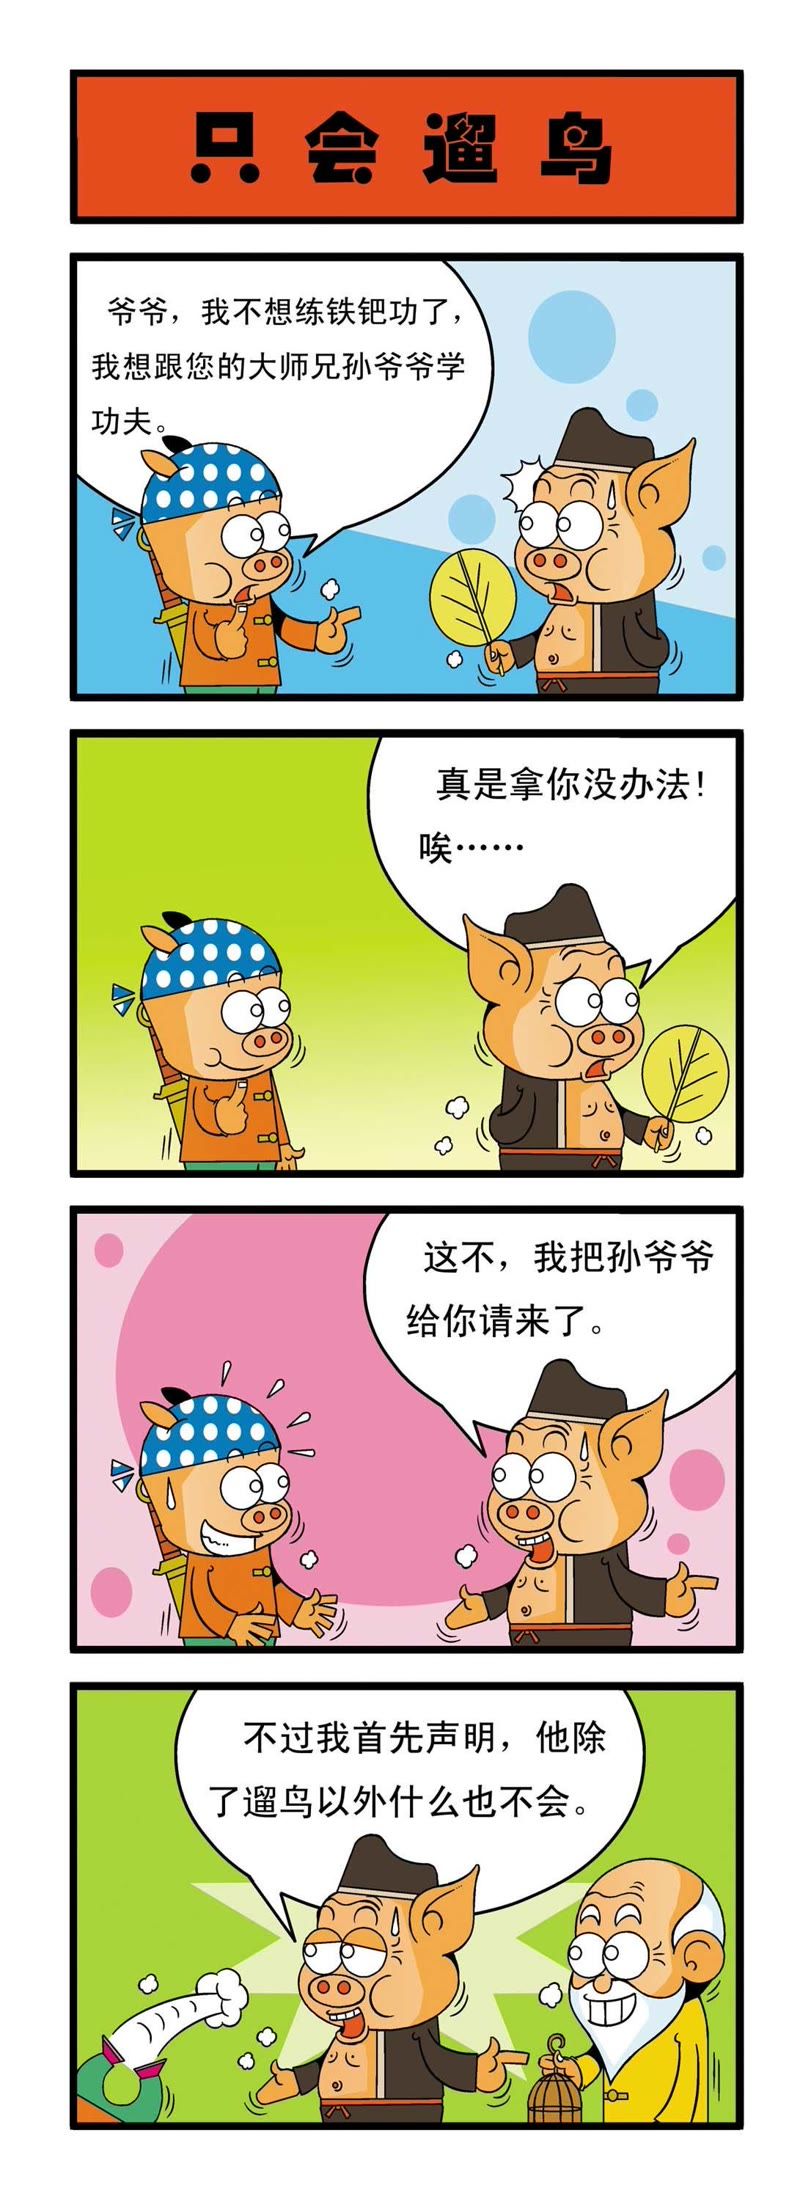 只会遛鸟
爷爷，我不想练铁钯功了，
我想跟您的大师兄孙爷爷学
功夫。
真是拿你没办法！
唉……
这不，我把孙爷爷
给你请来了。
不过我首先声明，他除
了遛鸟以外什么也不会。